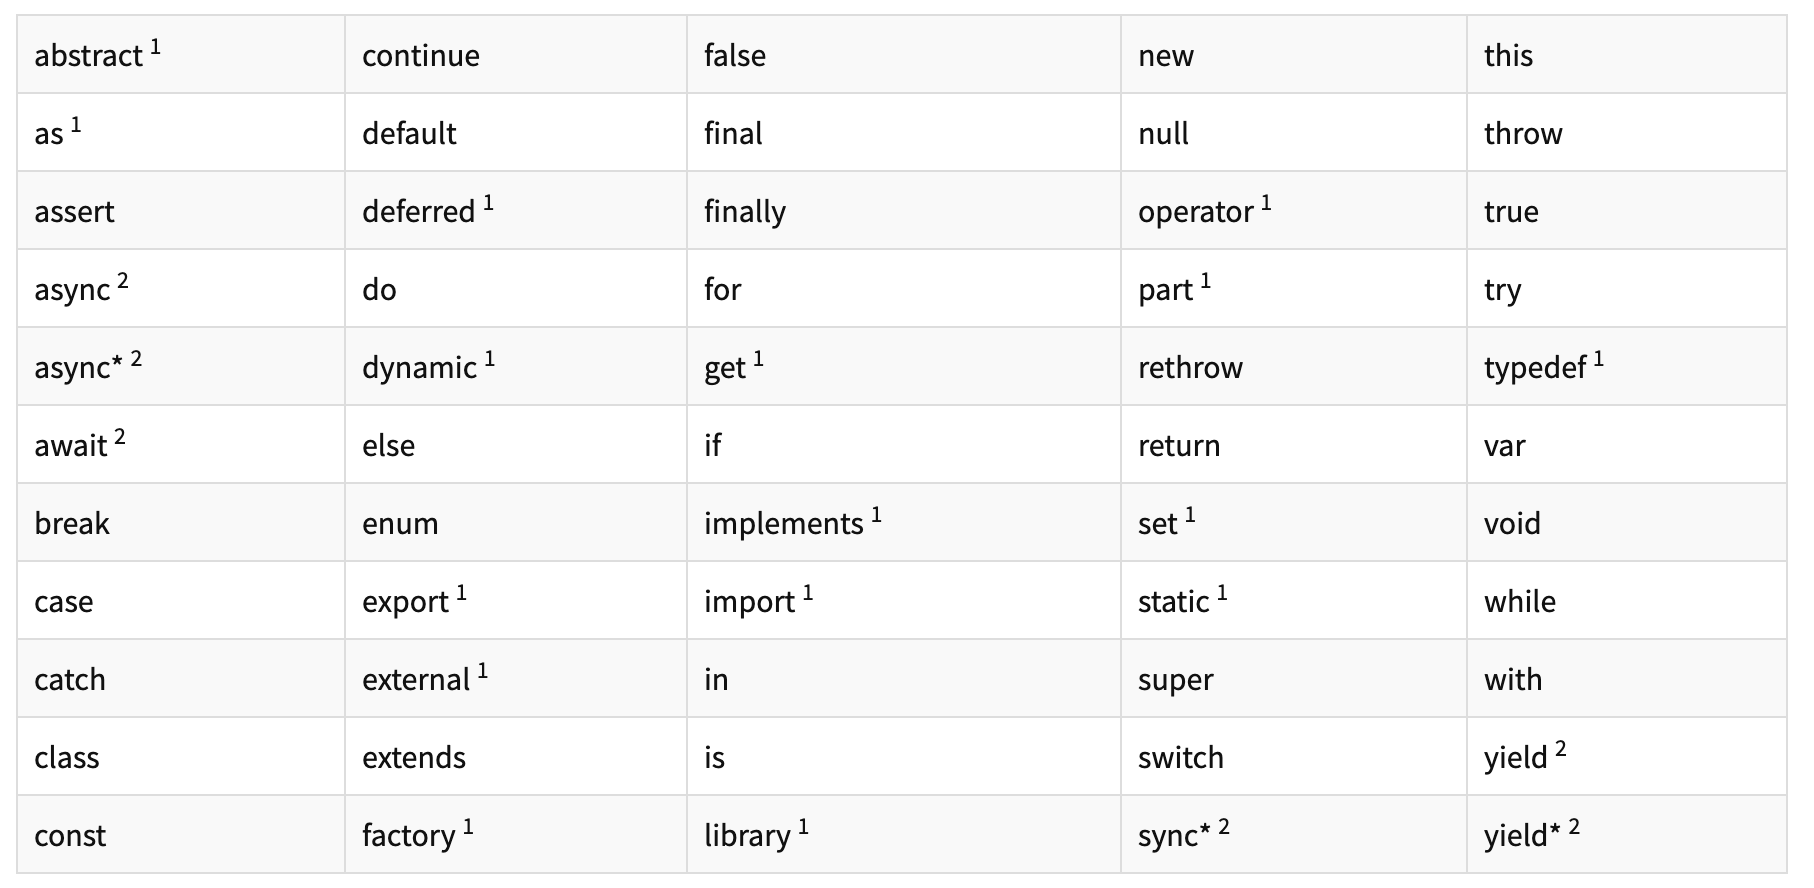 abstract 1 continue false new this
as 1 default final null throw
assert deferred 1 finally operator 1 true
async 2 do for part 1 try
async* 2 dynamic 1 get 1 rethrow typedef 1
await 2 else if return var
break enum implements 1 set 1 void
case export 1 import 1 static 1 while
catch external 1 in super with
class extends is switch yield 2
const factory 1 library 1 sync* 2 yield* 2